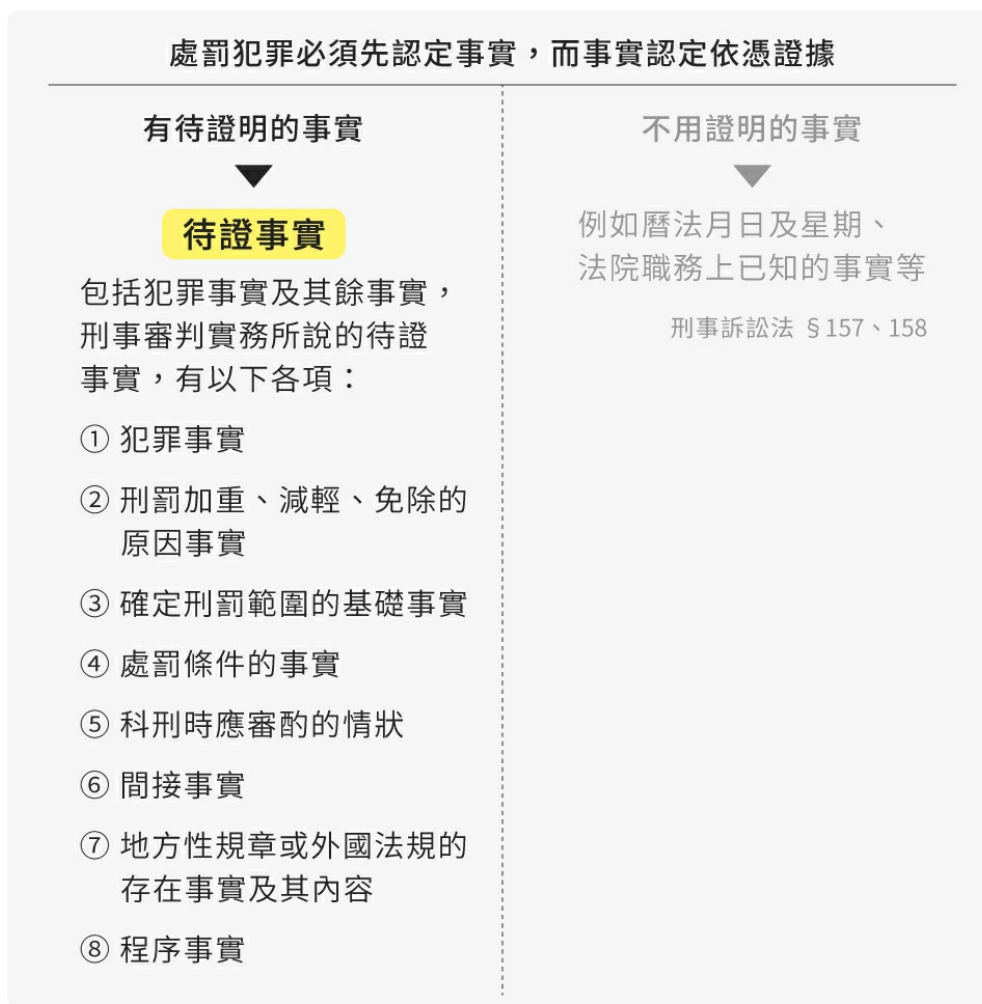 處罰犯罪必須先認定事實,而事實認定依憑證據
有待證明的事實
▼
待證事實
包括犯罪事實及其餘事實,
刑事審判實務所說的待證
事實,有以下各項:
① 犯罪事實
② 刑罰加重、減輕、免除的
原因事實
③ 確定刑罰範圍的基礎事實
④ 處罰條件的事實
⑤ 科刑時應審酌的情狀
⑥ 間接事實
⑦ 地方性規章或外國法規的
存在事實及其內容
⑧ 程序事實
不用證明的事實
▼
例如曆法月日及星期、
法院職務上已知的事實等
刑事訴訟法 §157、158